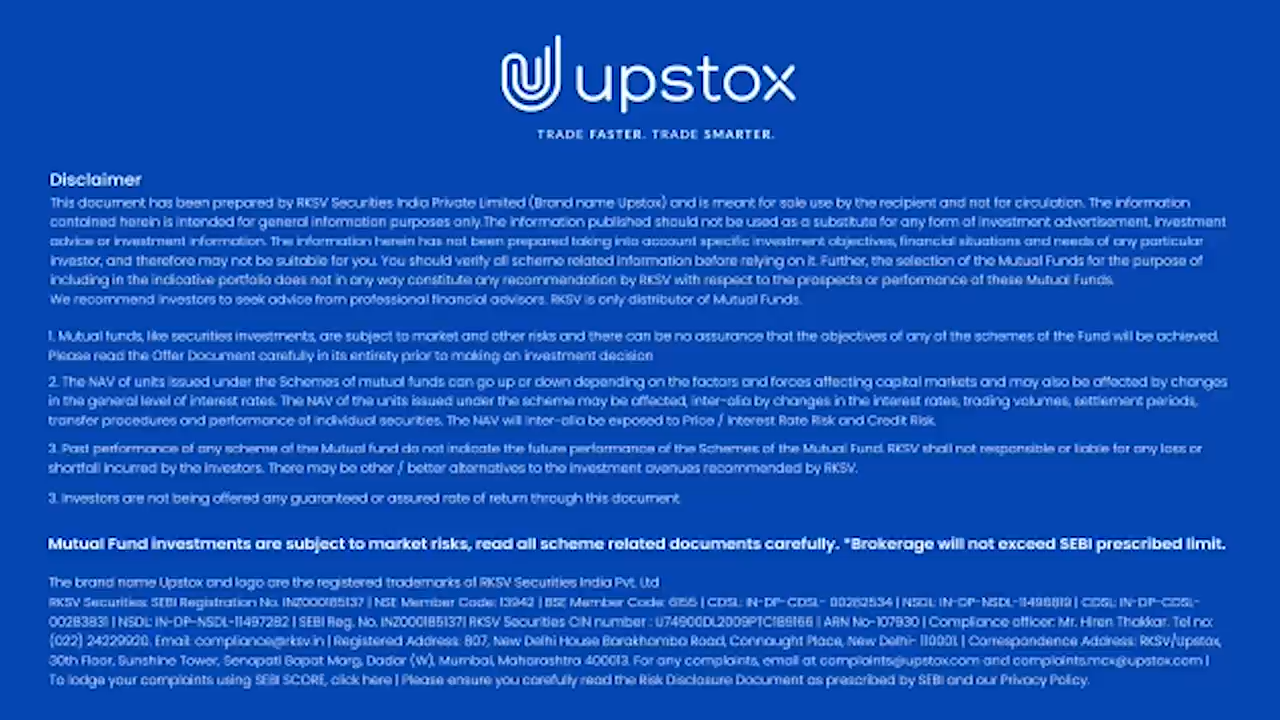 upstox
TRADE FASTER. TRADE SMARTER.
Disclaimer
This document has been prepared by RKSV Securities India Private Limited (Brand name Upstox) and is meant for sole use by the recipient and not for circulation. The information
contained herein is intended for general information purposes only.The information published should not be used as a substitute for any form of investment advertisement, investment
advice or investment information. The information herein has not been prepared taking into account specific investment objectives, financial situations and needs of any particular
investor, and therefore may not be suitable for you. You should verify all scheme related information before relying on it. Further, the selection of the Mutual Funds for the purpose of
including in the indicative portfolio does not in any way constitute any recommendation by RKSV with respect to the prospects or performance of these Mutual Funds.
We recommend investors to seek advice from professional financial advisors. RKSV is only distributor of Mutual Funds.
1. Mutual funds, like securities investments, are subject to market and other risks and there can be no assurance that the objectives of any of the schemes of the Fund will be achieved.
Please read the Offer Document carefully in its entirety prior to making an investment decision
2. The NAV of units issued under the Schemes of mutual funds can go up or down depending on the factors and forces affecting capital markets and may also be affected by changes
in the general level of interest rates. The NAV of the units issued under the scheme may be affected, inter-alia by changes in the interest rates, trading volumes, settlement periods,
transfer procedures and performance of individual securities. The NAV will inter-alia be exposed to Price / Interest Rate Risk and Credit Risk.
3. Past performance of any scheme of the Mutual fund do not indicate the future performance of the Schemes of the Mutual Fund. RKSV shall not responsible or liable for any loss or
shortfall incurred by the investors. There may be other / better alternatives to the investment avenues recommended by RKSV.
3. Investors are not being offered any guaranteed or assured rate of return through this document
Mutual Fund investments are subject to market risks, read all scheme related documents carefully. *Brokerage will not exceed SEBI prescribed limit.
The brand name Upstox and logo are the registered trademarks of RKSV Securities India Pvt. Ltd
RKSV Securities: SEBI Registration No. INZ000185137 | NSE Member Code: 13942 | BSE Member Code: 6155 | CDSL: IN-DP-CDSL- 00282534 | NSDL: IN-DP-NSDL-11496819 | CDSL: IN-DP-CDSL-
00283831 | NSDL: IN-DP-NSDL-11497282 | SEBI Reg. No. INZ000185137| RKSV Securities CIN number : U74900DL2009PTC189166 | ARN No-107930 | Compliance officer: Mr. Hiren Thakkar. Tel no:
(022) 24229920. Email: compliance@rksv.in | Registered Address: 807, New Delhi House Barakhamba Road, Connaught Place, New Delhi- 110001. | Correspondence Address: RKSV/Upstox,
30th Floor, Sunshine Tower, Senapati Bapat Marg, Dadar (W), Mumbai, Maharashtra 400013. For any complaints, email at complaints@upstox.com and complaints.mcx@upstox.com |
To lodge your complaints using SEBI SCORE, click here | Please ensure you carefully read the Risk Disclosure Document as prescribed by SEBI and our Privacy Policy.